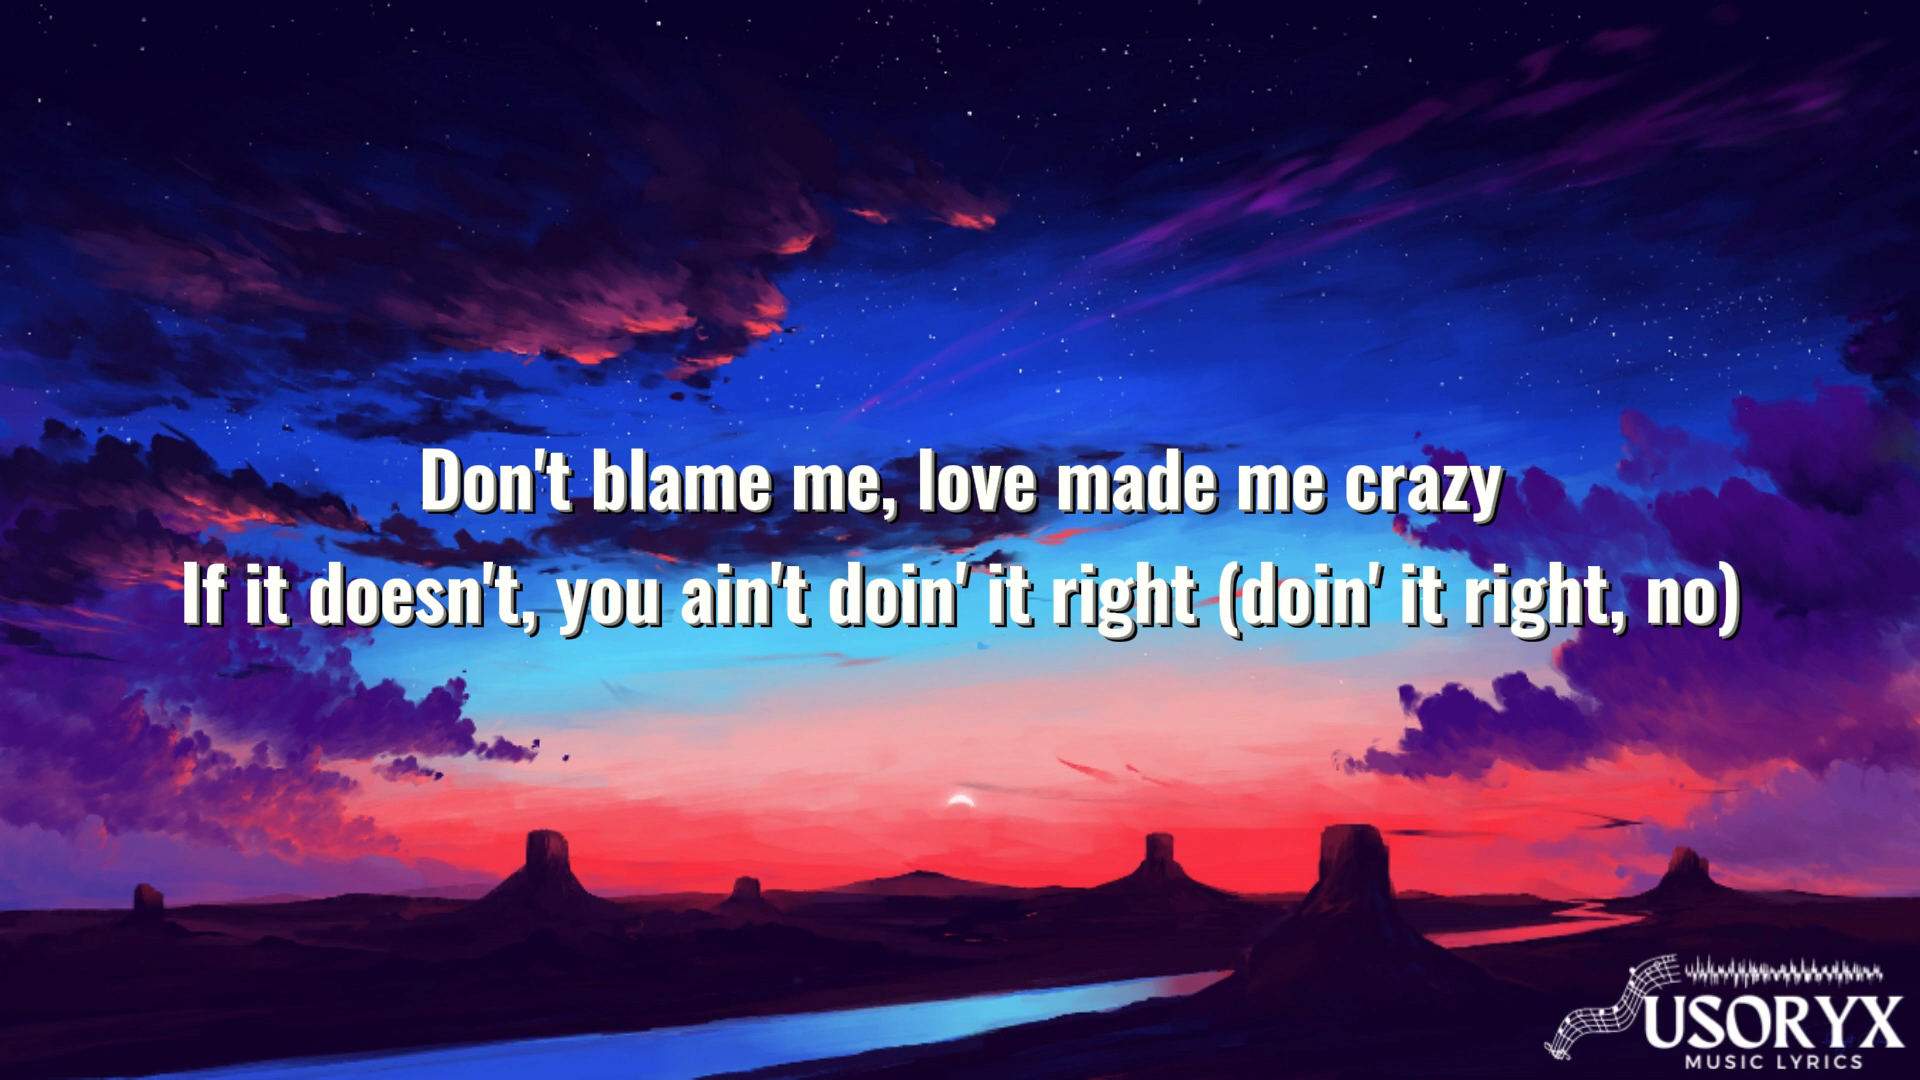 Don't blame me, love made me crazy
If it doesn't, you ain't doin' it right (doin' it right, no)
USORYX
MUSIC LYRICS